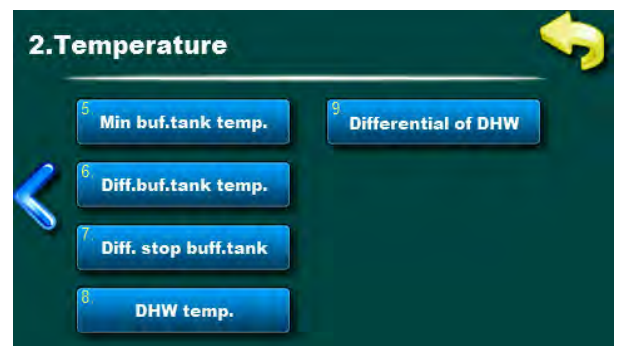 2.Temperature
5
Min buf.tank temp.
6.
Diff.buf.tank temp.
7.
Diff. stop buff.tank
8.
DHW temp.
9
Differential of DHW